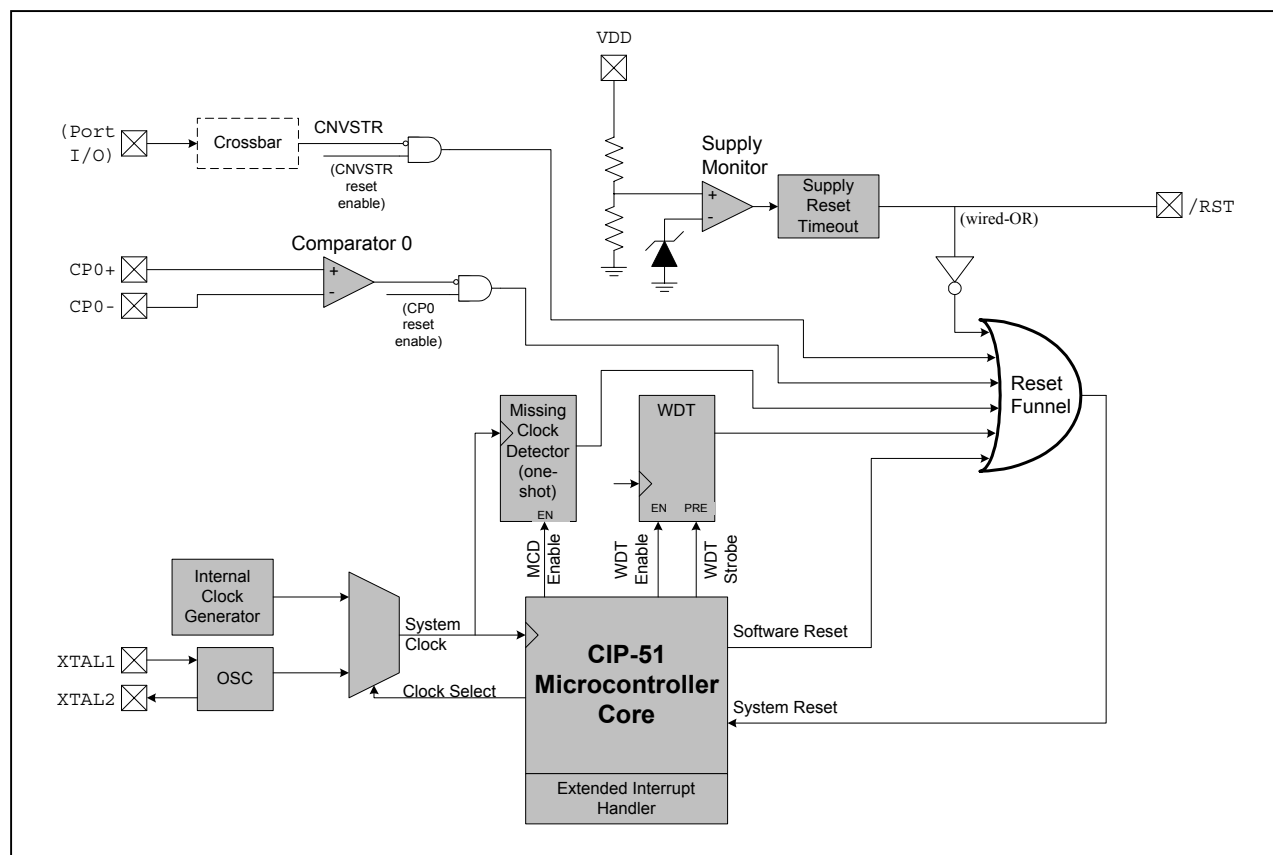 VDD
(Port
I/O)
Crossbar
CNVSTR
(CNVSTR
reset
enable)
Supply
Monitor
+
-
Supply
Reset
Timeout
(wired-OR)
/RST
Comparator 0
CP0+
CP0-
+
-
(CP0
reset
enable)
Reset
Funnel
Missing
Clock
Detector
(one-
shot)
EN
WDT
EN
PRE
MCD
Enable
WDT
Enable
WDT
Strobe
Internal
Clock
Generator
System
Clock
XTAL1
XTAL2
OSC
Clock Select
CIP-51
Microcontroller
Core
Software Reset
System Reset
Extended Interrupt
Handler